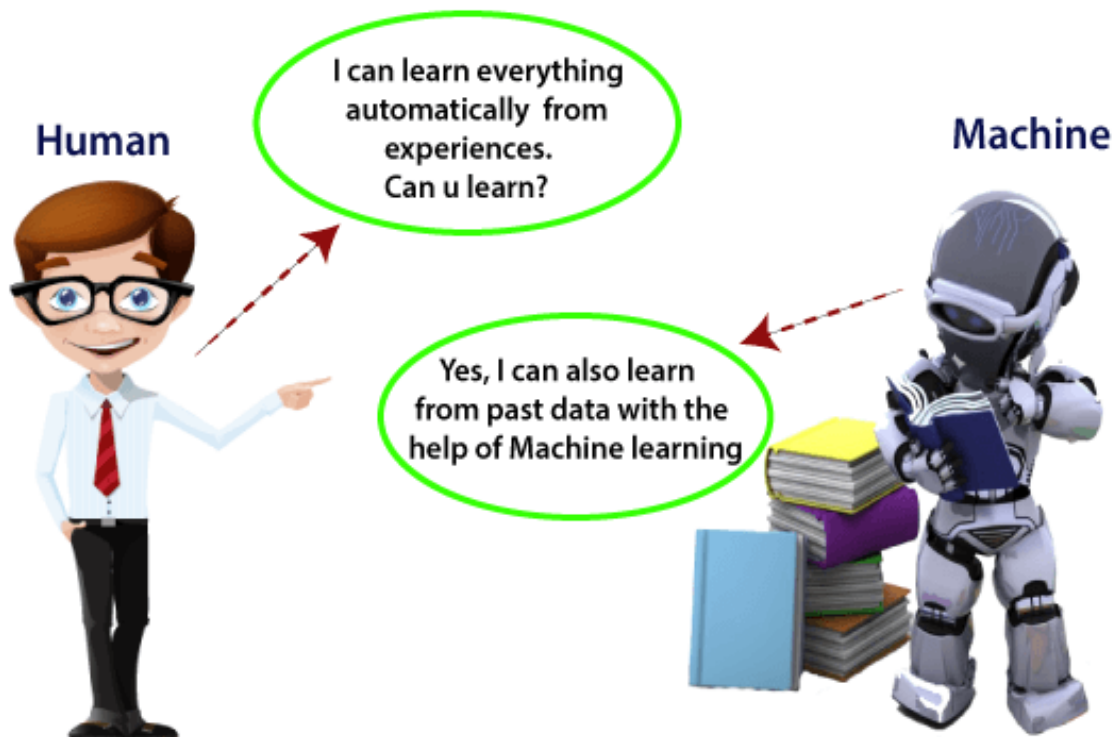 Human
I can learn everything
automatically from
experiences.
Can u learn?
Machine
Yes, I can also learn
from past data with the
help of Machine learning